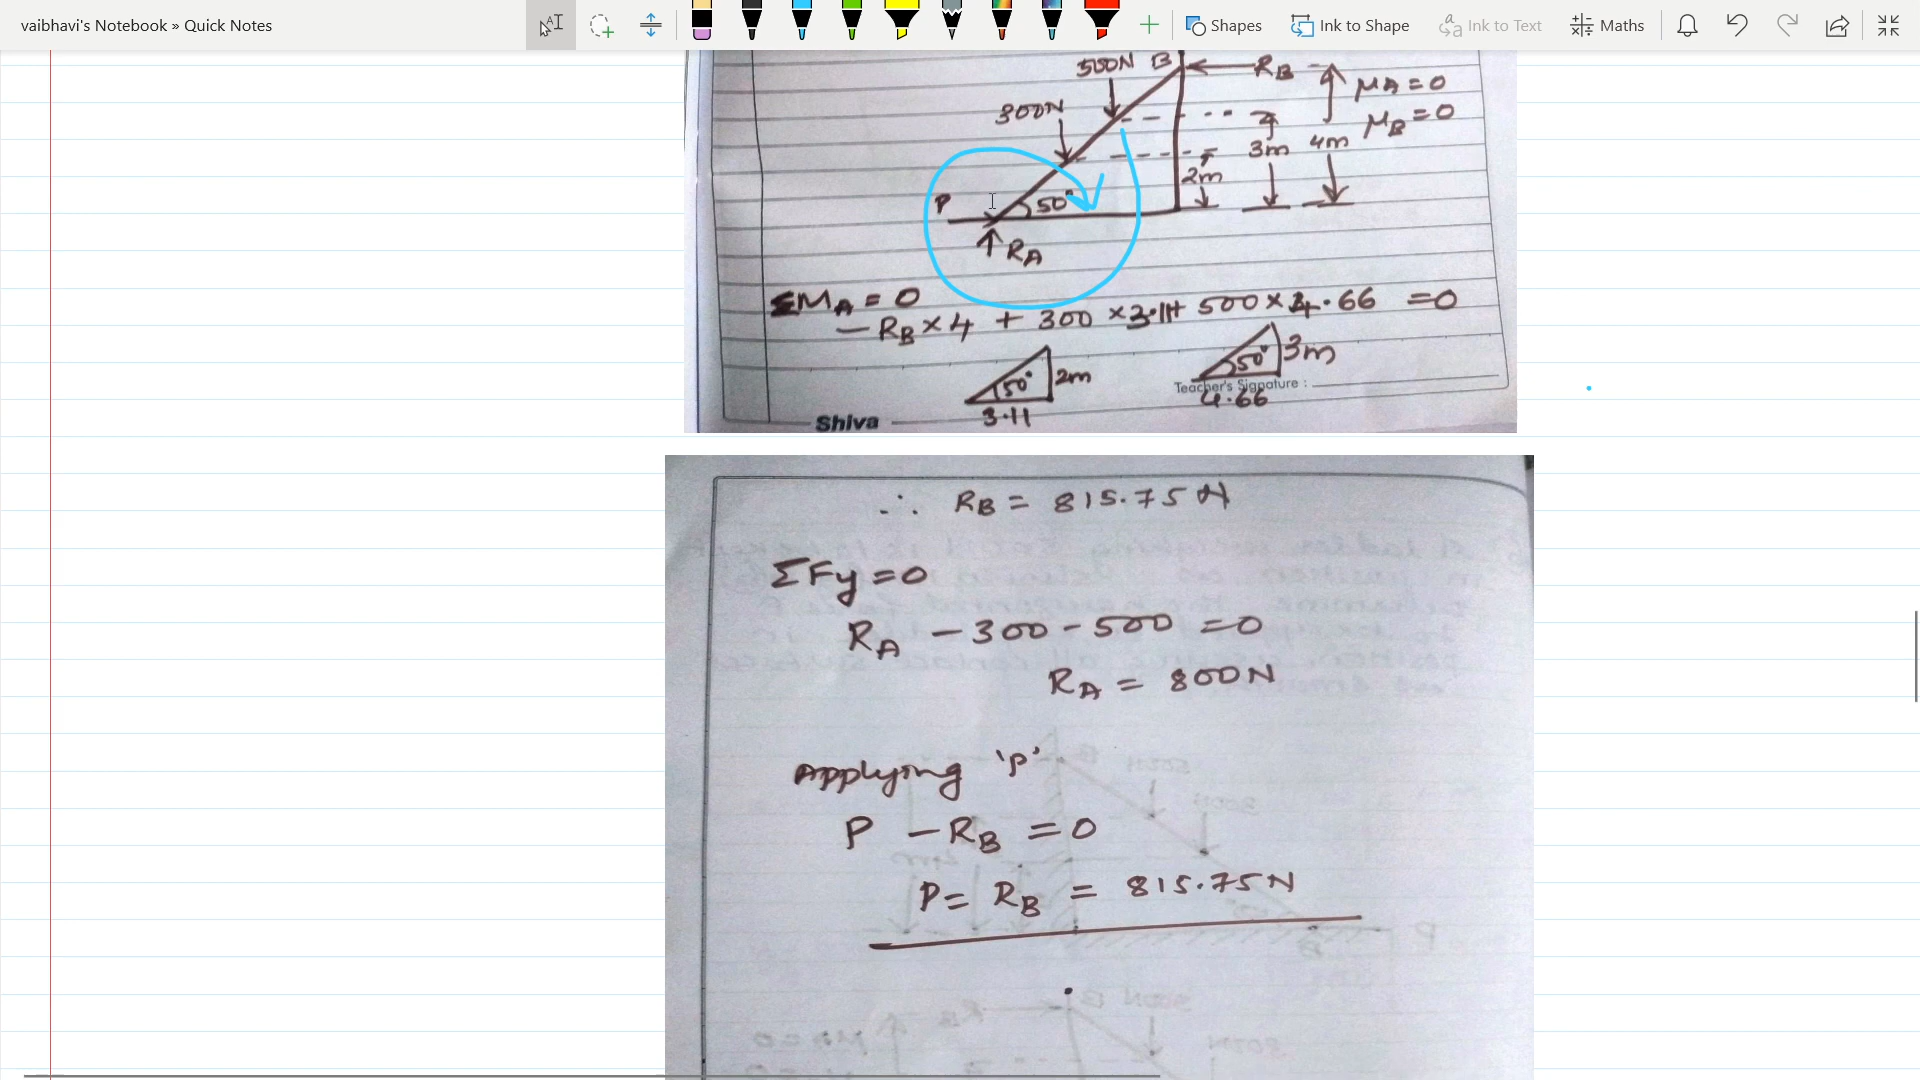 vaibhavi's Notebook » Quick Notes
Shapes
Ink to Shape
Ink to Text
Maths
500N B
RB
μA = 0
300N
μB = 0
3m 4m
2m
P
50°
RA
ΣMA = 0
- RB × 4 + 300 × 3.11 + 500 × 4.66 = 0
50° 2m
50° 3m
Teacher's Signature :
3.11
4.66
Shiva
∴ RB = 815.75 N
ΣFy = 0
RA - 300 - 500 = 0
RA = 800N
Applying 'P'
P - RB = 0
P = RB = 815.75N